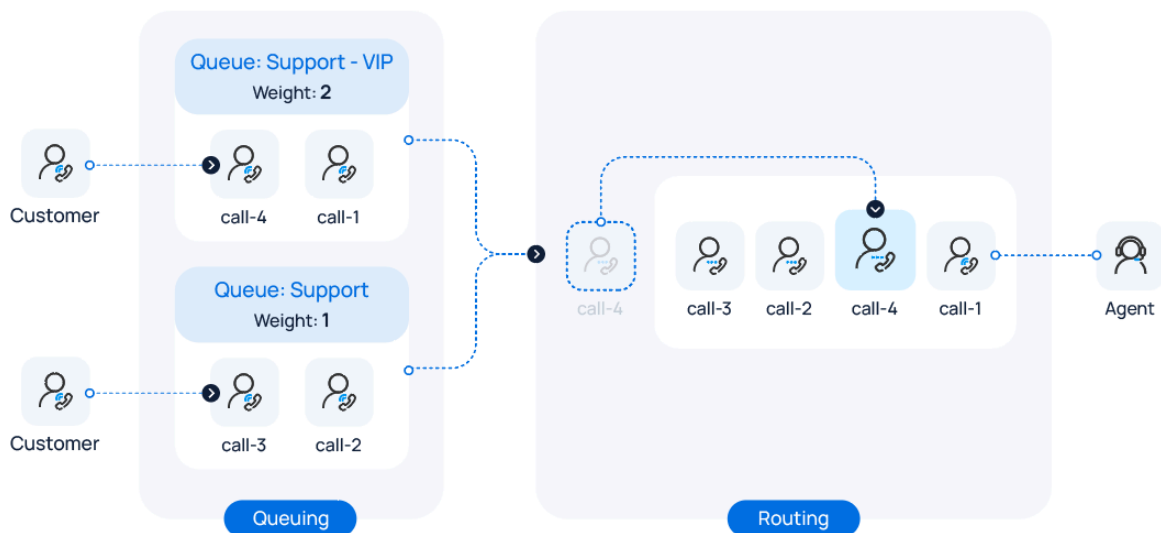 Queue: Support - VIP
Weight: 2
Customer
call-4
call-1
Queue: Support
Weight: 1
Customer
call-3
call-2
Queuing
call-4
call-3
call-2
call-4
call-1
Agent
Routing